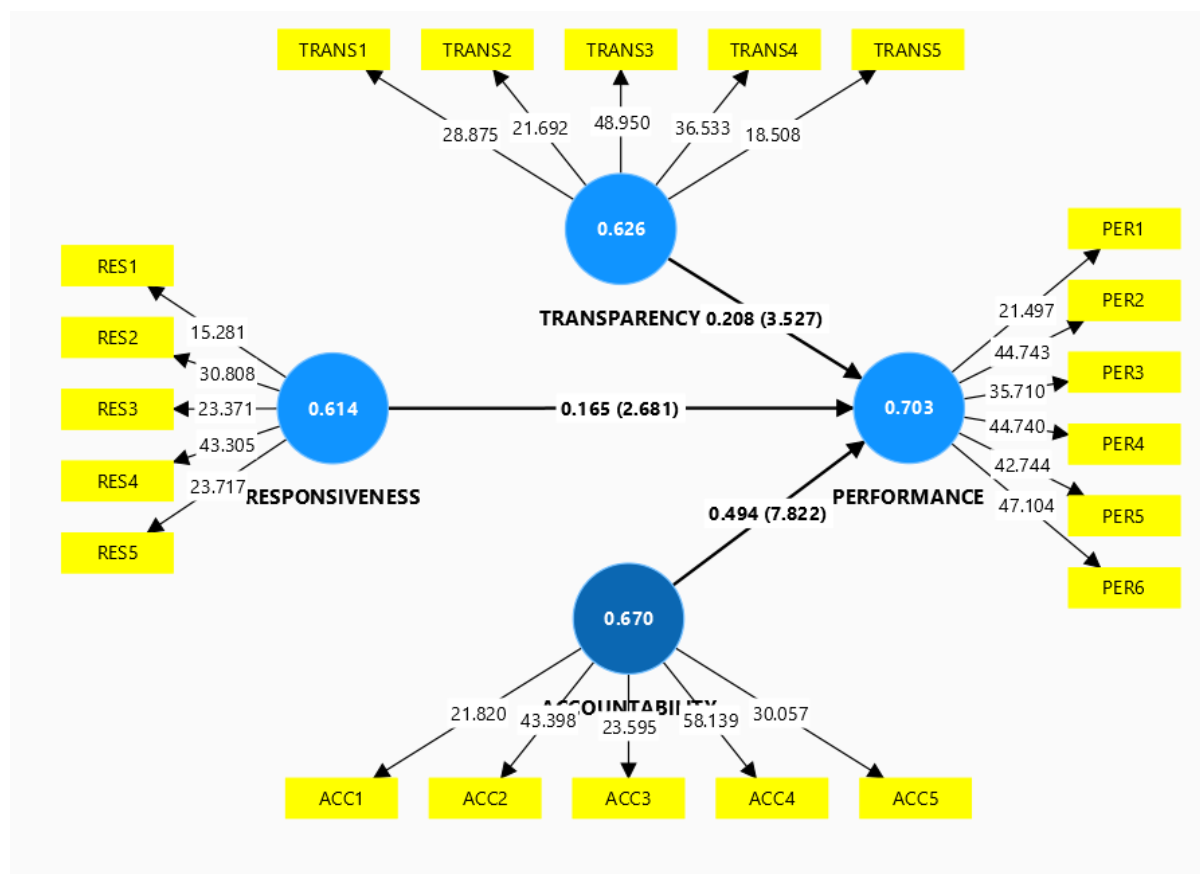 TRANS1 TRANS2 TRANS3 TRANS4 TRANS5
28.875 21.692 48.950 36.533 18.508
0.626
TRANSPARENCY 0.208 (3.527)
RES1
RES2
RES3
RES4
RES5
15.281
30.808
23.371
43.305
23.717
0.614
RESPONSIVENESS
0.165 (2.681)
0.703
PERFORMANCE
0.494 (7.822)
PER1
PER2
PER3
PER4
PER5
PER6
21.497
44.743
35.710
44.740
42.744
47.104
0.670
ACCOUNTABILITY
21.820 43.398 23.595 58.139 30.057
ACC1 ACC2 ACC3 ACC4 ACC5